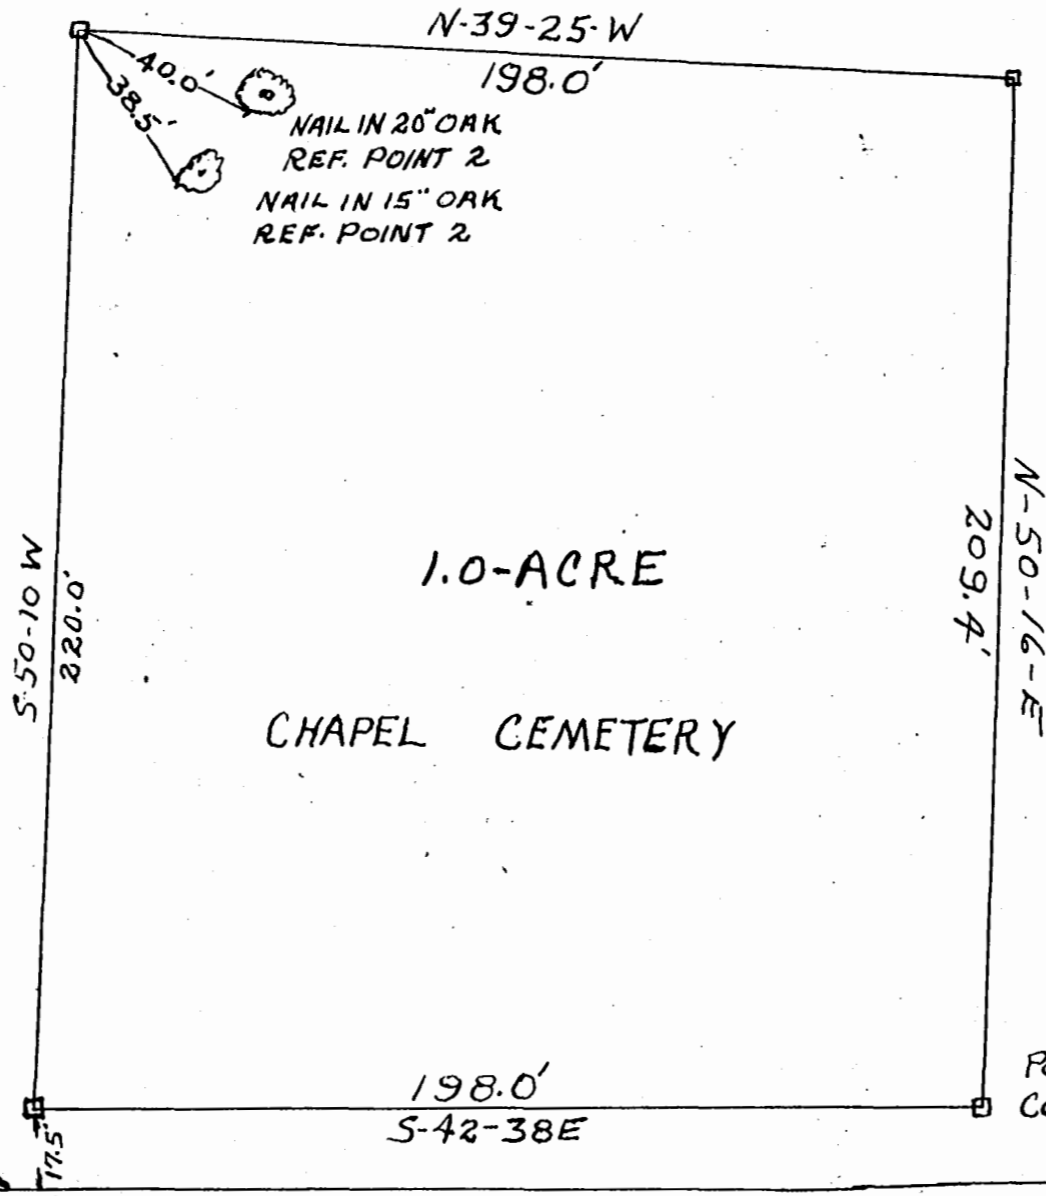 N-39-25-W
198.0'
40.0'
38.5'
NAIL IN 20" OAK
REF. POINT 2
NAIL IN 15" OAK
REF. POINT 2
S-50-10 W
220.0'
N-50-16-E
209.4'
1.0-ACRE
CHAPEL CEMETERY
198.0'
S-42-38E
17.5'